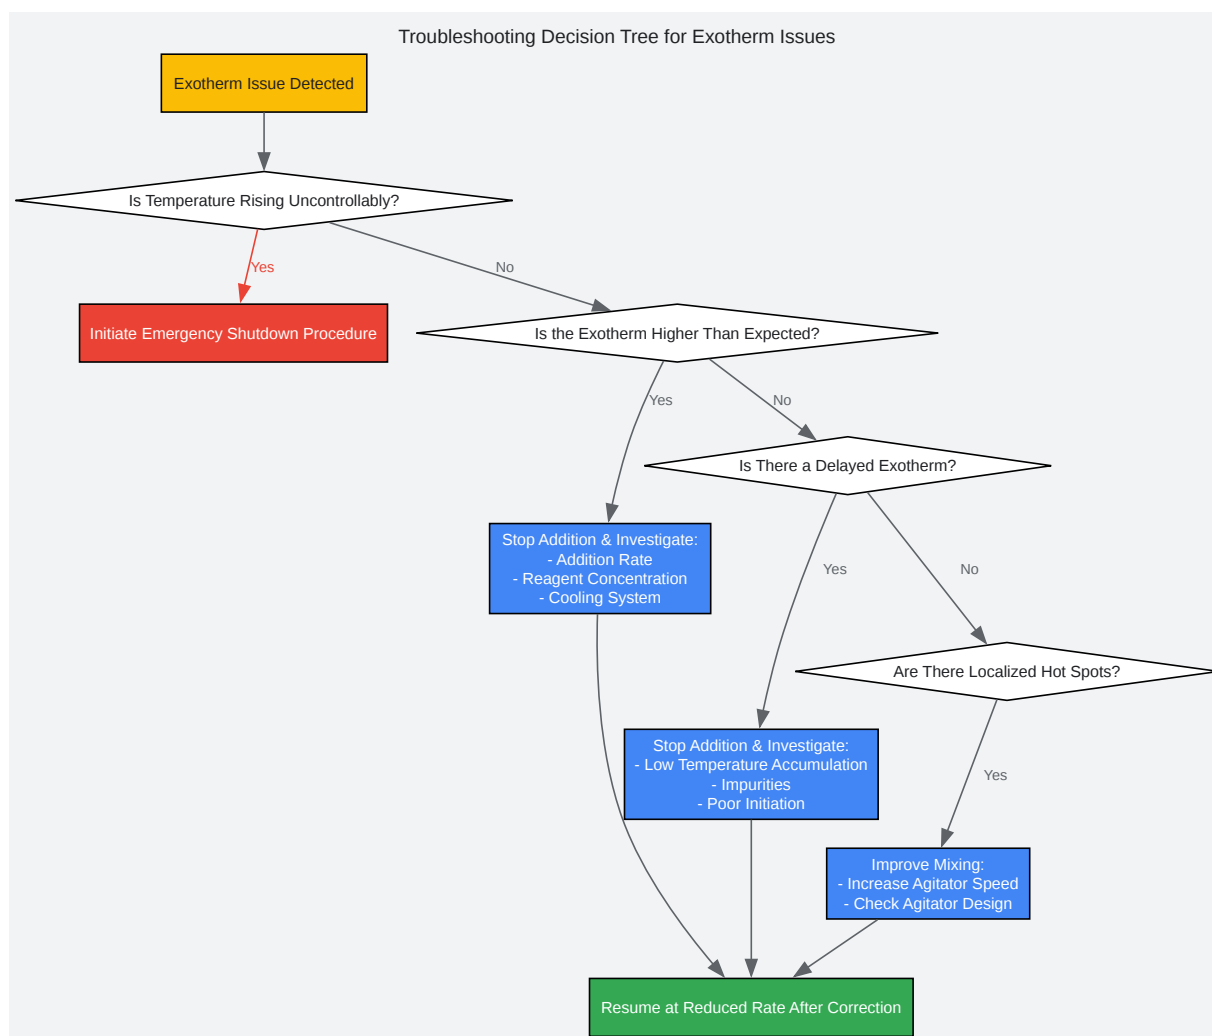 Troubleshooting Decision Tree for Exotherm Issues
Exotherm Issue Detected
Is Temperature Rising Uncontrollably?
Yes
No
Initiate Emergency Shutdown Procedure
Is the Exotherm Higher Than Expected?
Yes
No
Is There a Delayed Exotherm?
Stop Addition & Investigate:
- Addition Rate
- Reagent Concentration
- Cooling System
Yes
No
Are There Localized Hot Spots?
Stop Addition & Investigate:
- Low Temperature Accumulation
- Impurities
- Poor Initiation
Yes
Improve Mixing:
- Increase Agitator Speed
- Check Agitator Design
Resume at Reduced Rate After Correction